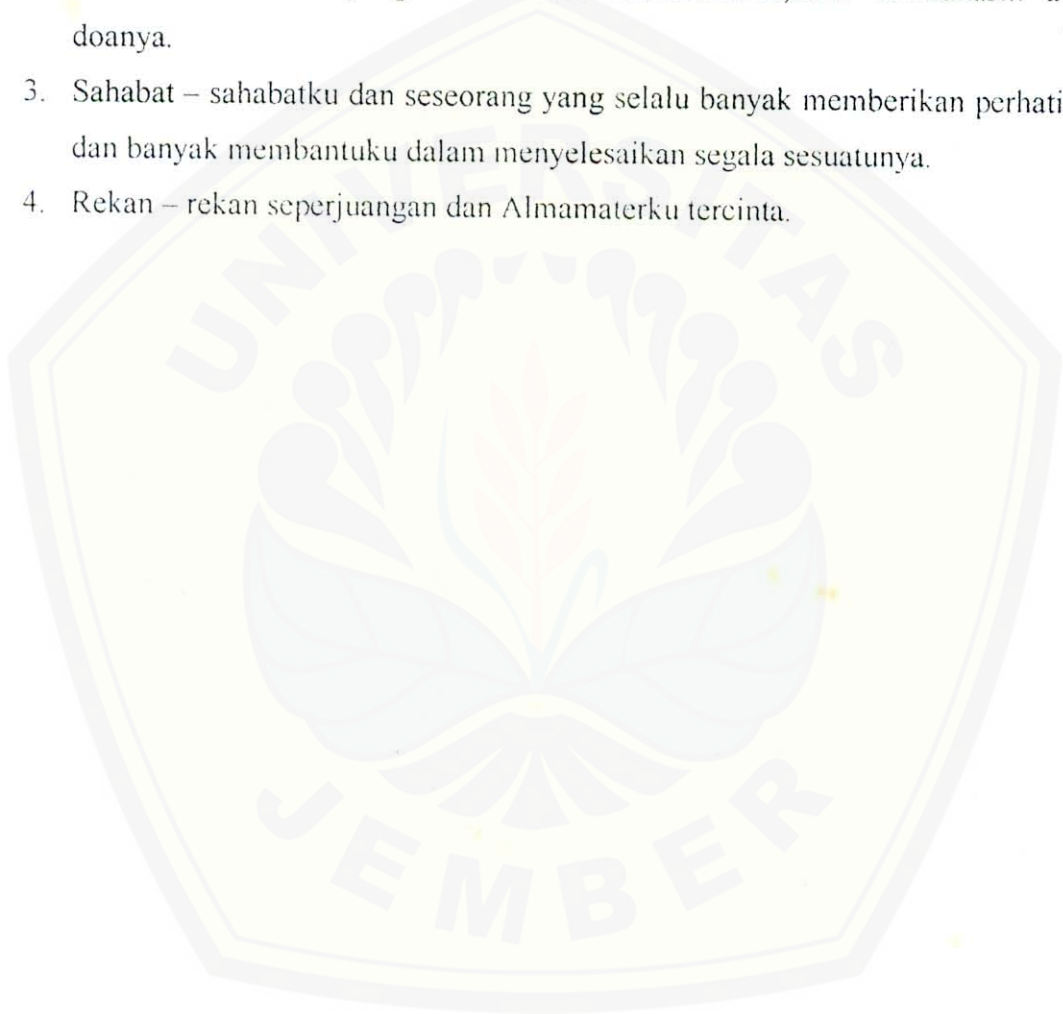 doanya.
3. Sahabat – sahabatku dan seseorang yang selalu banyak memberikan perhati
dan banyak membantuku dalam menyelesaikan segala sesuatunya.
4. Rekan – rekan seperjuangan dan Almamaterku tercinta.
UNIVERSITAS
JEMBER